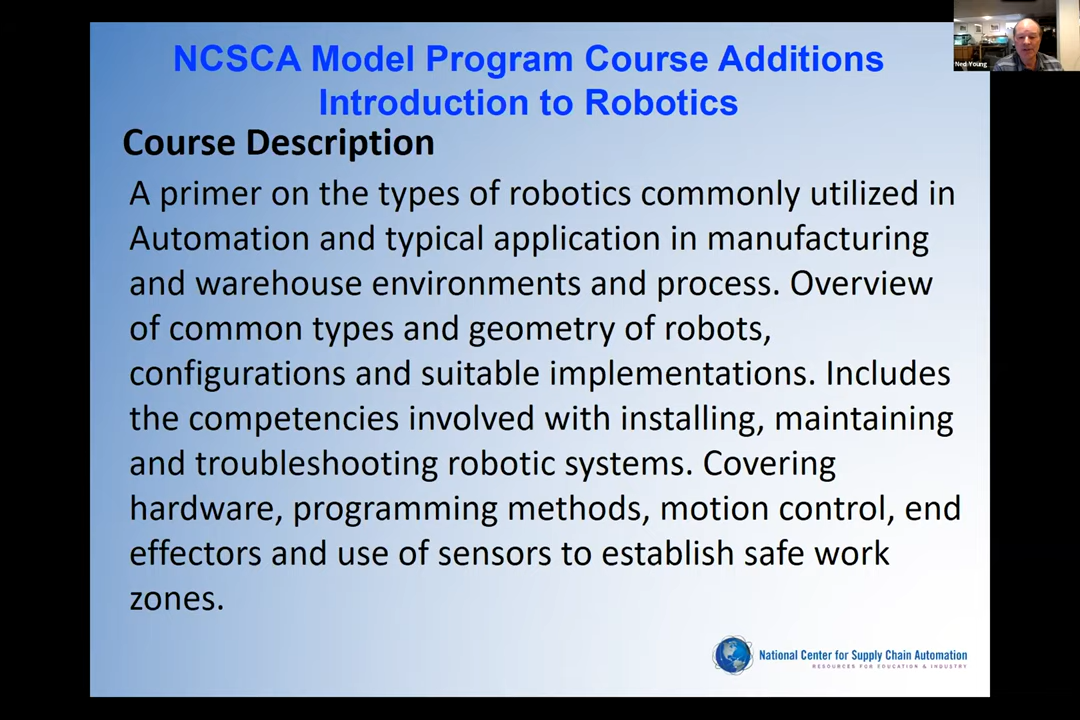 NCSCA Model Program Course Additions
Introduction to Robotics
Course Description
A primer on the types of robotics commonly utilized in
Automation and typical application in manufacturing
and warehouse environments and process. Overview
of common types and geometry of robots,
configurations and suitable implementations. Includes
the competencies involved with installing, maintaining
and troubleshooting robotic systems. Covering
hardware, programming methods, motion control, end
effectors and use of sensors to establish safe work
zones.
National Center for Supply Chain Automation
RESOURCES FOR EDUCATION & INDUSTRY
Ned Young